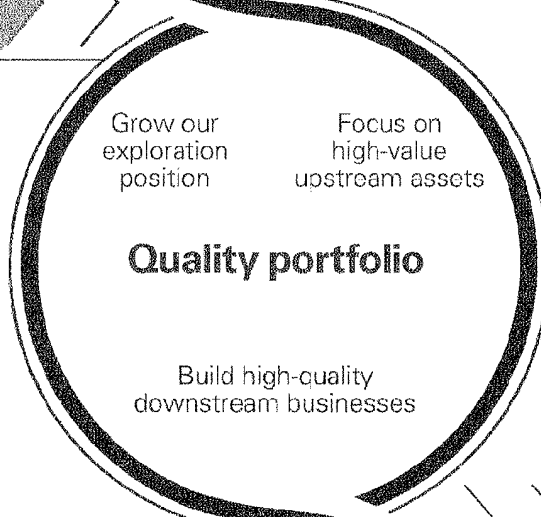 Grow our
exploration
position
Focus on
high-value
upstream assets
Quality portfolio
Build high-quality
downstream businesses